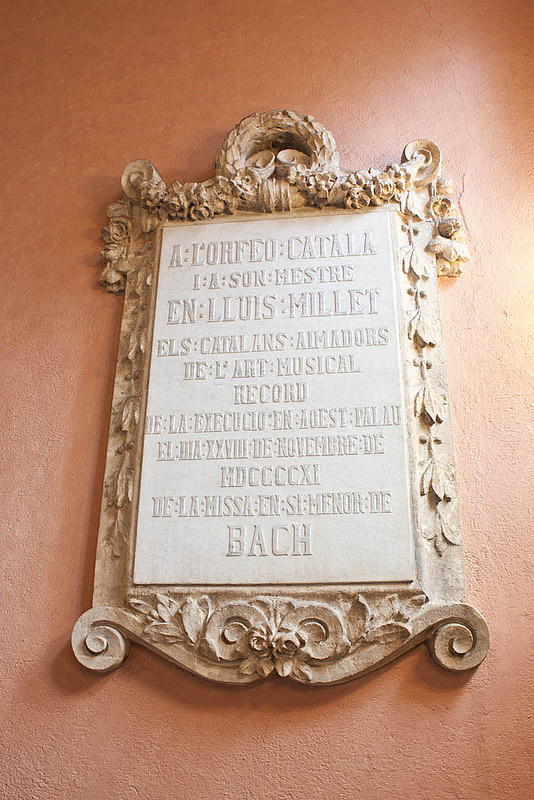 A:L'ORFEO:CATALÀ
I:A:SON:MESTRE
EN:LLUIS:MILLET
ELS:CATALANS:AIMADORS
DE:L'ART:MUSICAL
RECORD
DE:LA:EXECUCIO:EN:AQEST:PALAU
EL:DIA:XXVIII:DE:NOVEMBRE:DE
MDCCCCXI
DE:LA:MISSA:EN:SI:MENOR:DE
BACH